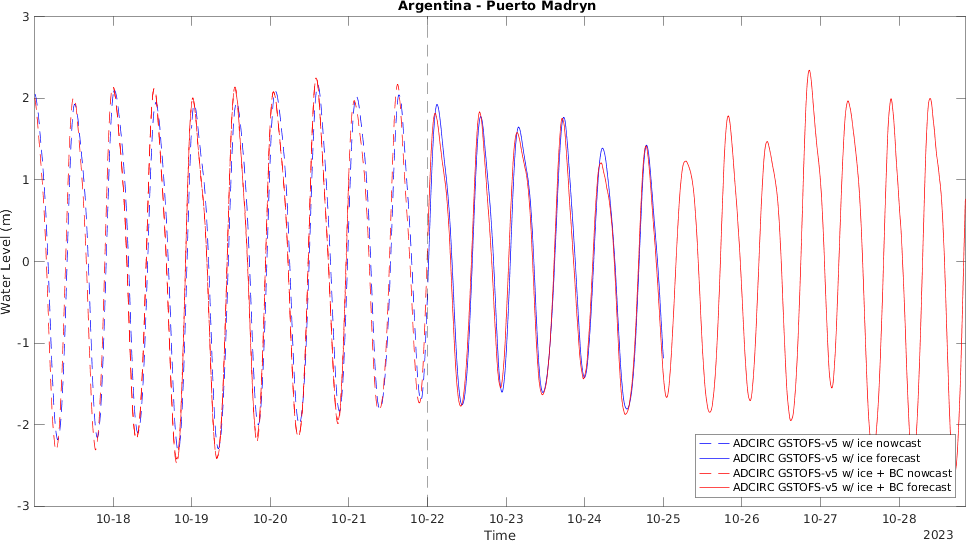 Argentina - Puerto Madryn
3
2
1
0
-1
-2
-3
Water Level (m)
ADCIRC GSTOFS-v5 w/ ice nowcast
ADCIRC GSTOFS-v5 w/ ice forecast
ADCIRC GSTOFS-v5 w/ ice + BC nowcast
ADCIRC GSTOFS-v5 w/ ice + BC forecast
10-18 10-19 10-20 10-21 10-22 10-23 10-24 10-25 10-26 10-27 10-28
Time
2023